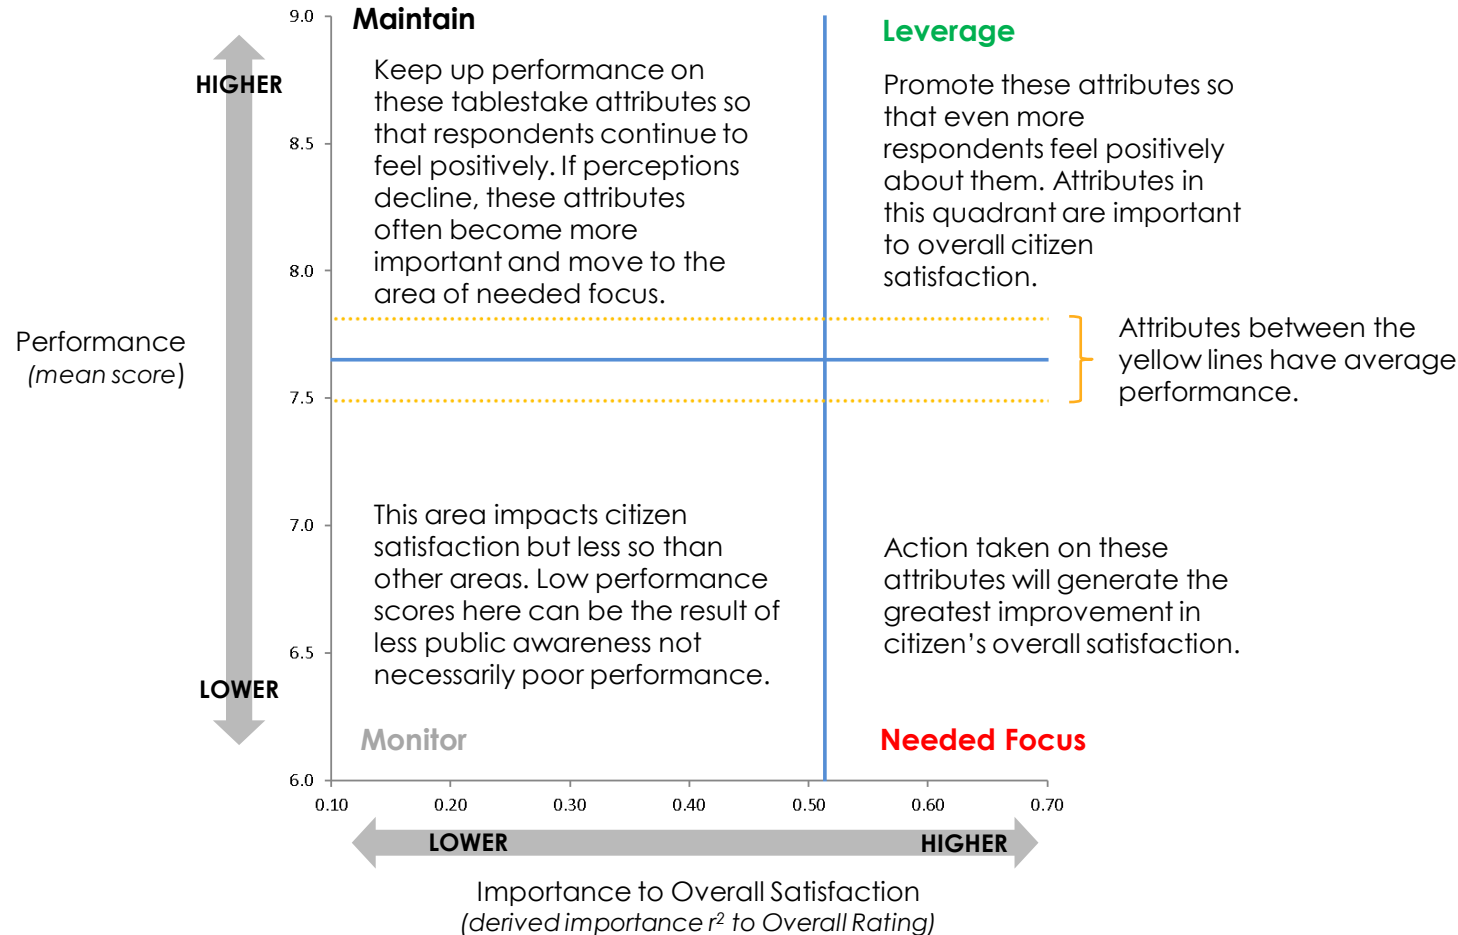 9.0
Maintain
Leverage
Keep up performance on
these tablestake attributes so
that respondents continue to
feel positively. If perceptions
decline, these attributes
often become more
important and move to the
area of needed focus.
Promote these attributes so
that even more
respondents feel positively
about them. Attributes in
this quadrant are important
to overall citizen
satisfaction.
HIGHER
8.5
8.0
Performance
(mean score)
Attributes between the
yellow lines have average
performance.
7.5
7.0
This area impacts citizen
satisfaction but less so than
other areas. Low performance
scores here can be the result of
less public awareness not
necessarily poor performance.
Action taken on these
attributes will generate the
greatest improvement in
citizen’s overall satisfaction.
6.5
LOWER
Monitor
Needed Focus
6.0
0.10 0.20 0.30 0.40 0.50 0.60 0.70
LOWER HIGHER
Importance to Overall Satisfaction
(derived importance r² to Overall Rating)